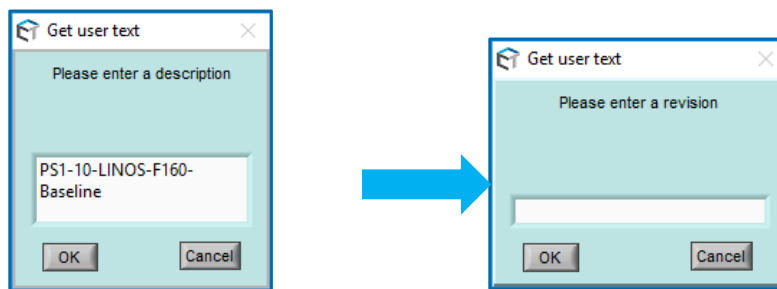 Get user text
Please enter a description
PS1-10-LINOS-F160-
Baseline
OK
Cancel
Get user text
Please enter a revision
OK
Cancel